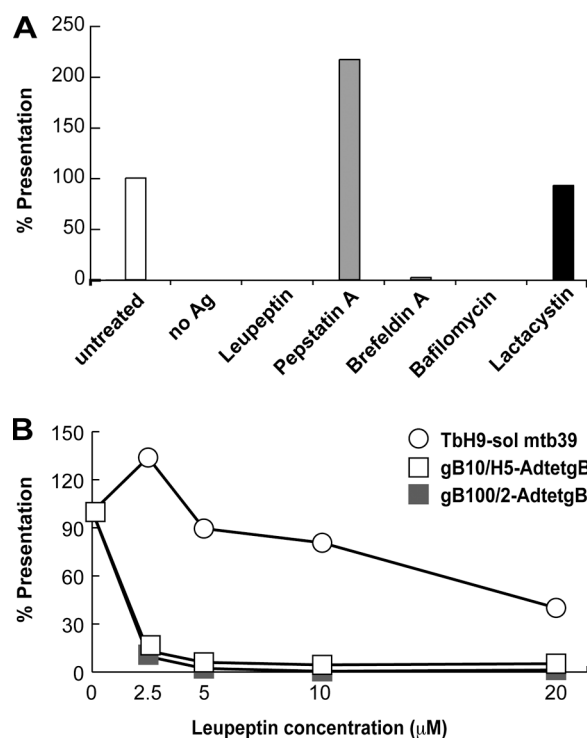 A
% Presentation
250
200
150
100
50
0
untreated
no Ag
Leupeptin
Pepstatin A
Brefeldin A
Bafilomycin
Lactacystin
B
% Presentation
150
120
90
60
30
0
TbH9-sol mtb39
gB10/H5-AdtetgB
gB100/2-AdtetgB
0 2.5 5 10 20
Leupeptin concentration (μM)